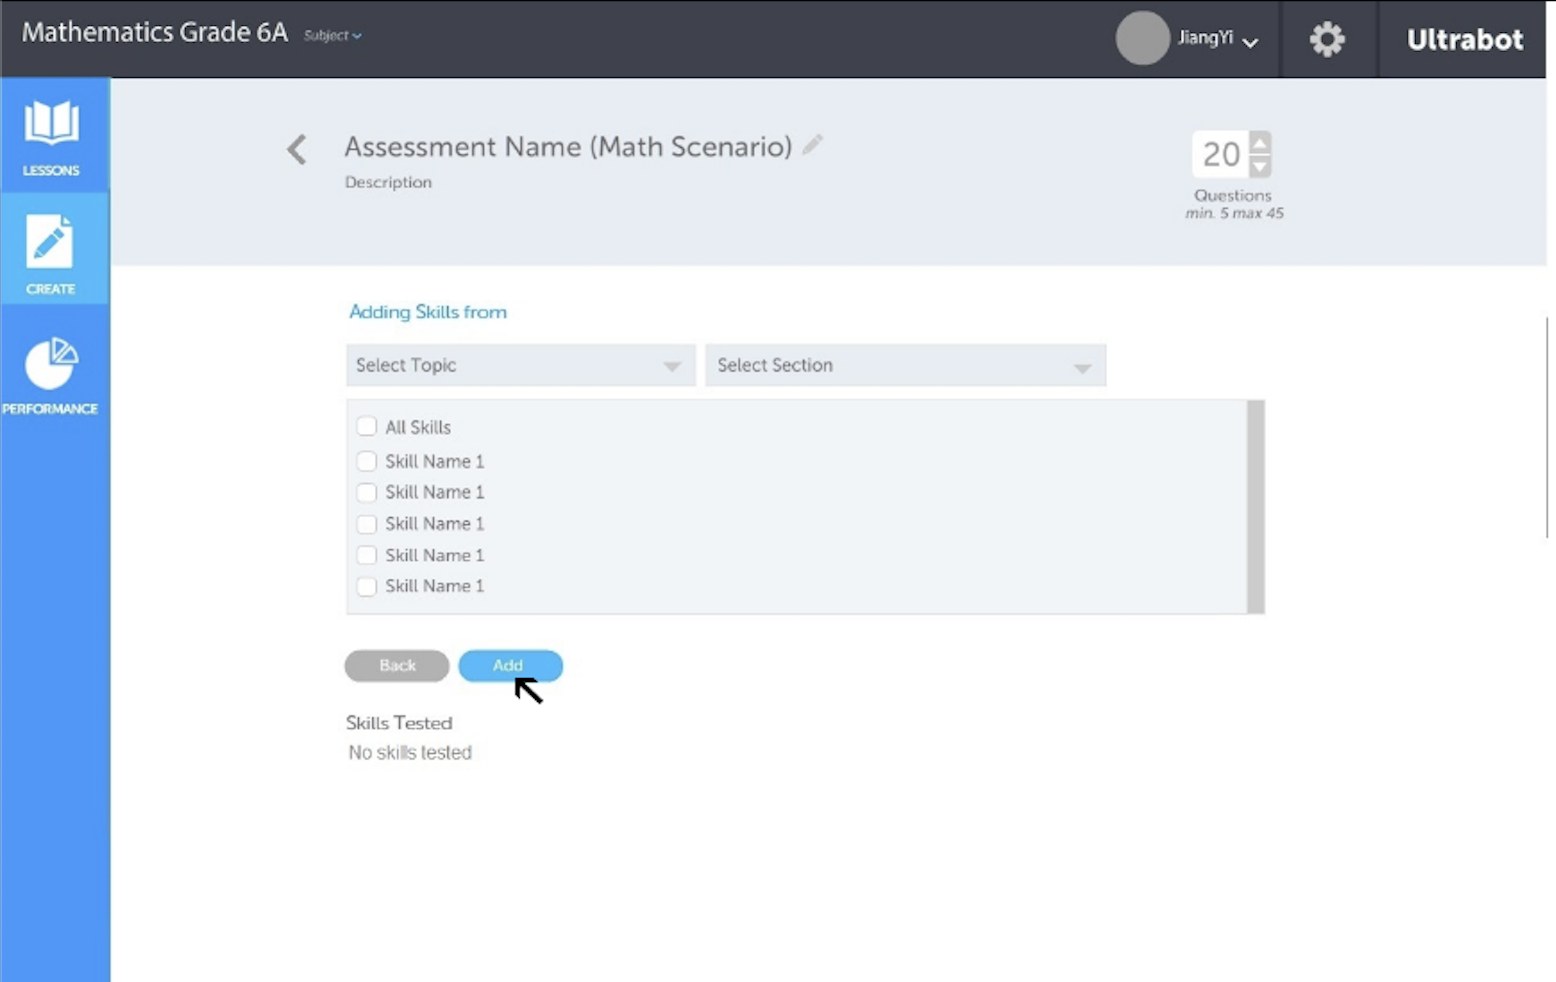 Mathematics Grade 6A Subject
JiangYi
Ultrabot
LESSONS
CREATE
PERFORMANCE
Assessment Name (Math Scenario)
Description
20
Questions
min. 5 max 45
Adding Skills from
Select Topic
Select Section
All Skills
Skill Name 1
Skill Name 1
Skill Name 1
Skill Name 1
Skill Name 1
Back
Add
Skills Tested
No skills tested